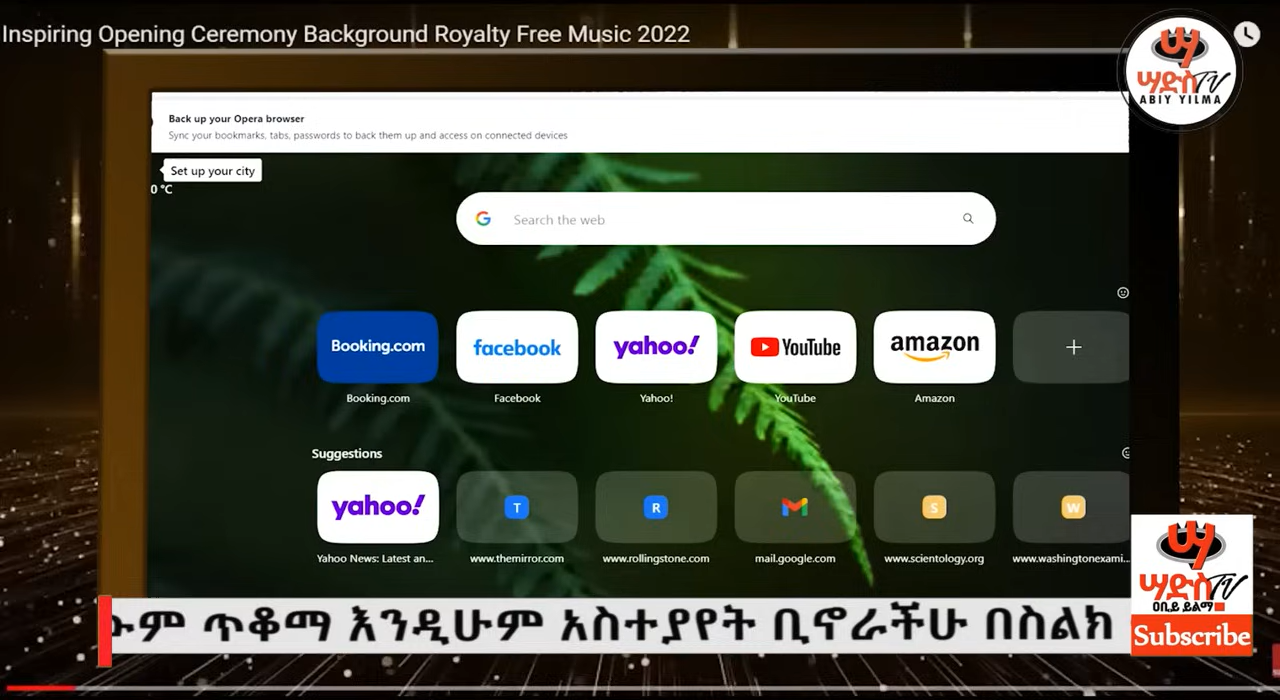 Inspiring Opening Ceremony Background Royalty Free Music 2022
ሣድስ TV
ABIY YILMA
Back up your Opera browser
Sync your bookmarks, tabs, passwords to back them up and access on connected devices
Set up your city
0 °C
Search the web
Booking.com facebook yahoo! YouTube amazon
Booking.com Facebook Yahoo! YouTube Amazon
Suggestions
yahoo! T R S W
Yahoo News: Latest an... www.themirror.com www.rollingstone.com mail.google.com www.scientology.org www.washingtonexami...
ሣድስ TV
ዐቢይ ይልማ
Subscribe
ጥቆማ እንዲሁም አስተያየት ቢኖራችሁ በስልክ